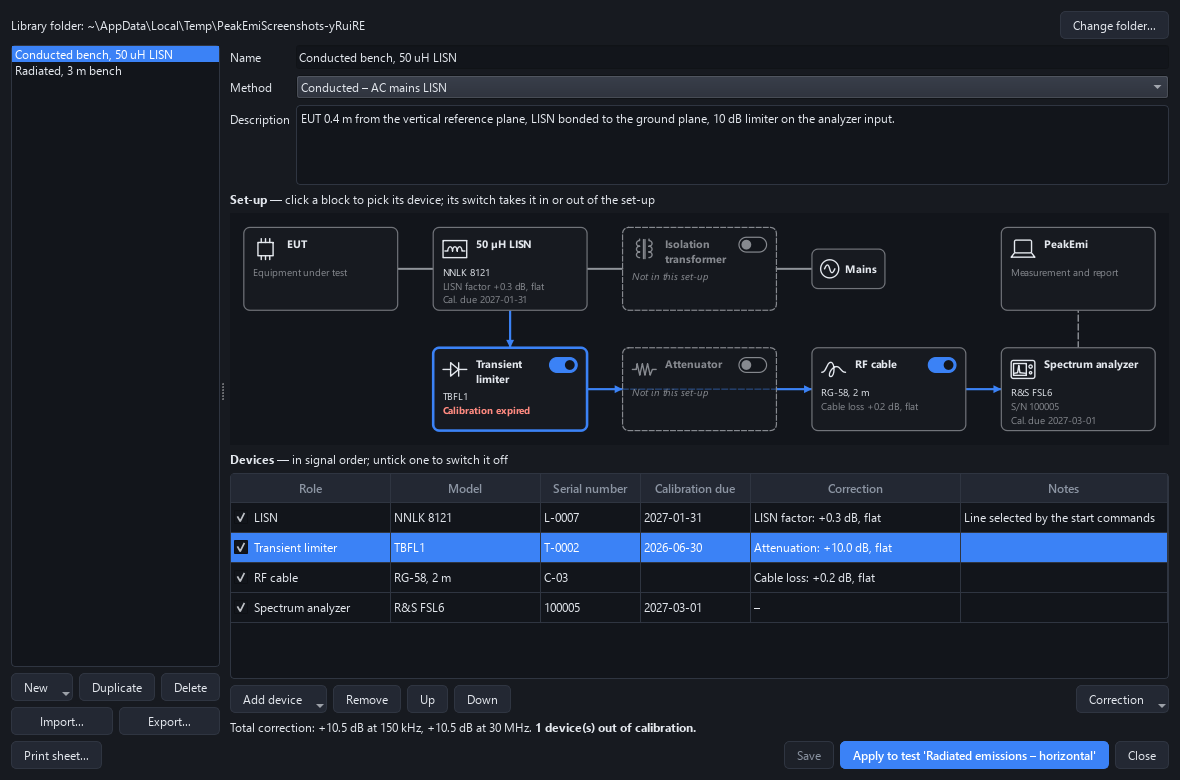 Library folder: ~\AppData\Local\Temp\PeakEmiScreenshots-yRuiRE
Change folder...
Conducted bench, 50 uH LISN
Radiated, 3 m bench
Name
Conducted bench, 50 uH LISN
Method
Conducted – AC mains LISN
Description
EUT 0.4 m from the vertical reference plane, LISN bonded to the ground plane, 10 dB limiter on the analyzer input.
Set-up — click a block to pick its device; its switch takes it in or out of the set-up
EUT
Equipment under test
50 µH LISN
NNLK 8121
LISN factor +0.3 dB, flat
Cal. due 2027-01-31
Isolation
transformer
Not in this set-up
Mains
PeakEmi
Measurement and report
Transient
limiter
TBFL1
Calibration expired
Attenuator
Not in this set-up
RF cable
RG-58, 2 m
Cable loss +0.2 dB, flat
Spectrum analyzer
R&S FSL6
S/N 100005
Cal. due 2027-03-01
Devices — in signal order; untick one to switch it off
Role Model Serial number Calibration due Correction Notes
LISN NNLK 8121 L-0007 2027-01-31 LISN factor: +0.3 dB, flat Line selected by the start commands
Transient limiter TBFL1 T-0002 2026-06-30 Attenuation: +10.0 dB, flat
RF cable RG-58, 2 m C-03 Cable loss: +0.2 dB, flat
Spectrum analyzer R&S FSL6 100005 2027-03-01 –
New Duplicate Delete
Import... Export...
Print sheet...
Add device Remove Up Down Correction
Total correction: +10.5 dB at 150 kHz, +10.5 dB at 30 MHz. 1 device(s) out of calibration.
Save Apply to test 'Radiated emissions – horizontal' Close